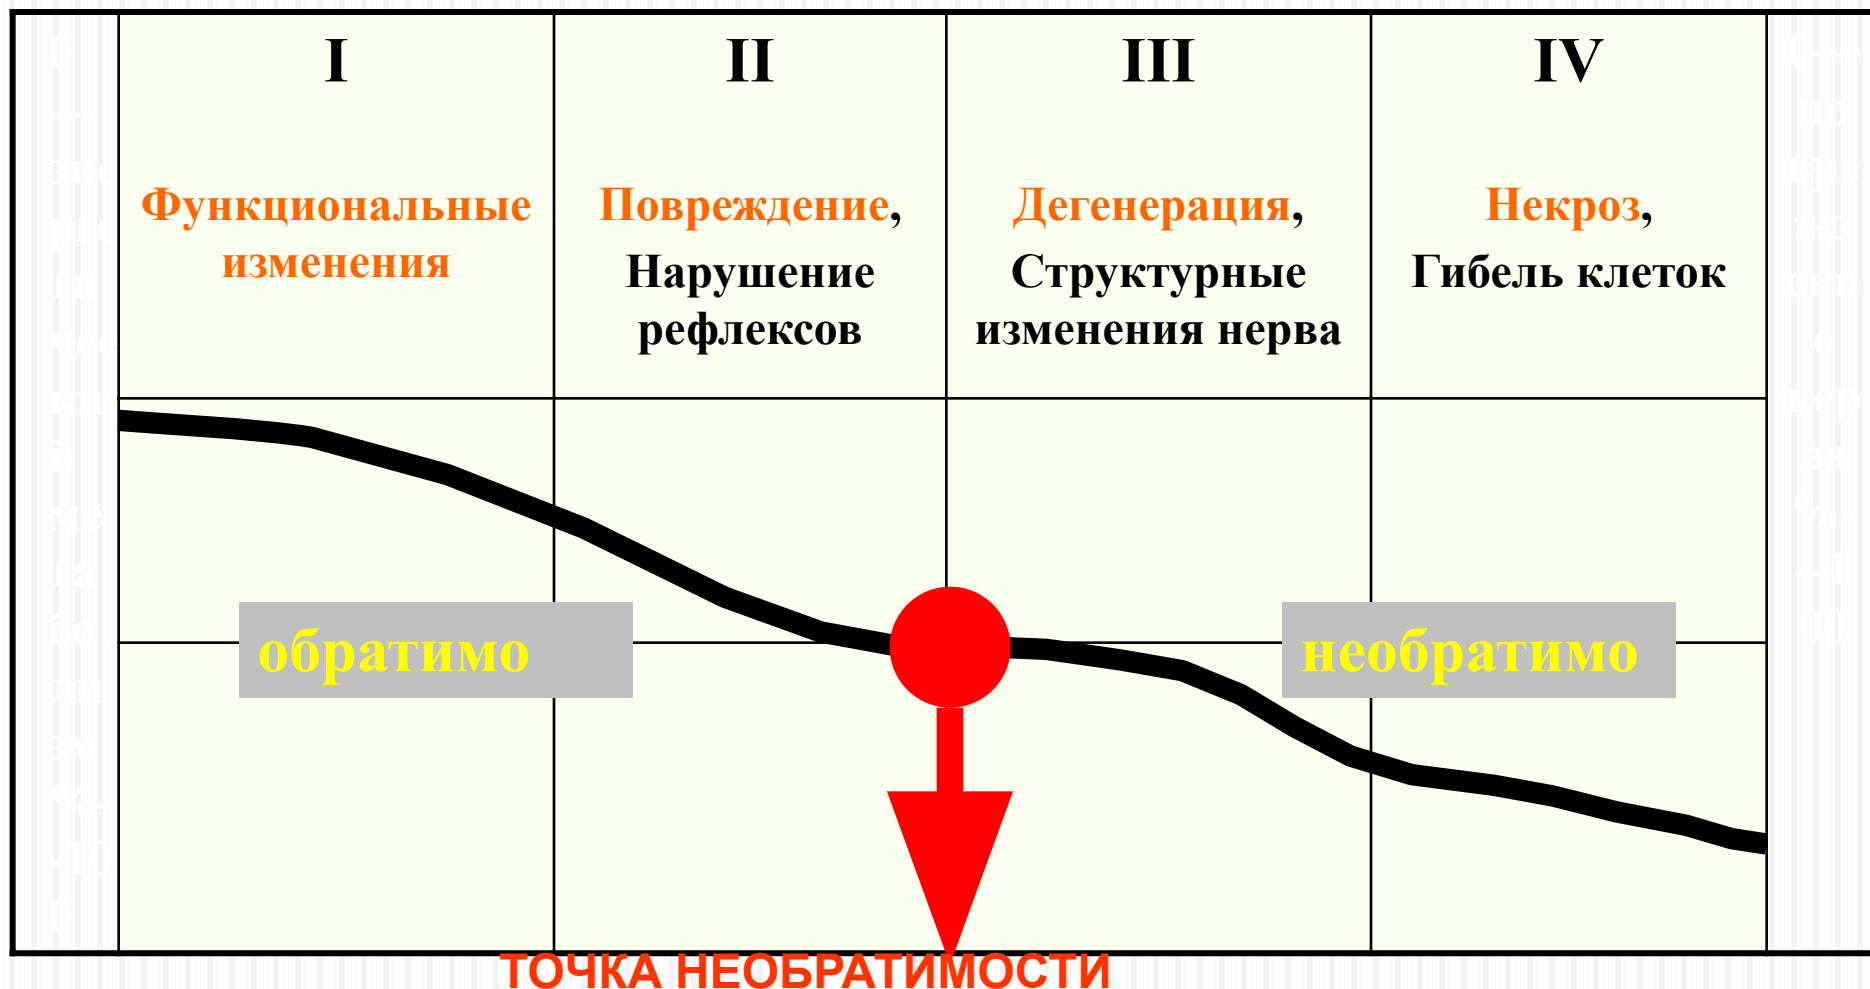 I
II
III
IV
Функциональные
изменения
Повреждение,
Нарушение
рефлексов
Дегенерация,
Структурные
изменения нерва
Некроз,
Гибель клеток
обратимо
необратимо
ТОЧКА НЕОБРАТИМОСТИ